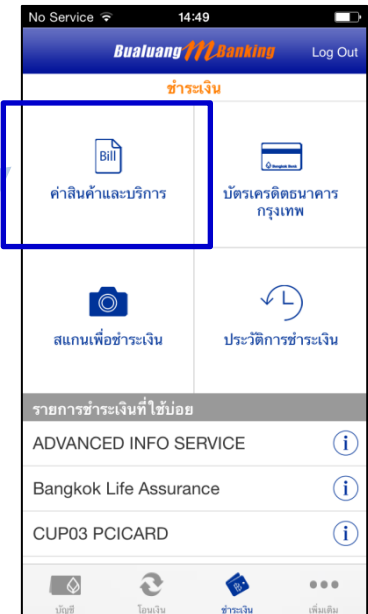 No Service 14:49
Bualuang mBanking Log Out
ชำระเงิน
Bill
ค่าสินค้าและบริการ
Bangkok Bank
บัตรเครดิตธนาคาร
กรุงเทพ
สแกนเพื่อชำระเงิน
ประวัติการชำระเงิน
รายการชำระเงินที่ใช้บ่อย
ADVANCED INFO SERVICE i
Bangkok Life Assurance i
CUP03 PCICARD i
บัญชี โอนเงิน ชำระเงิน เพิ่มเติม